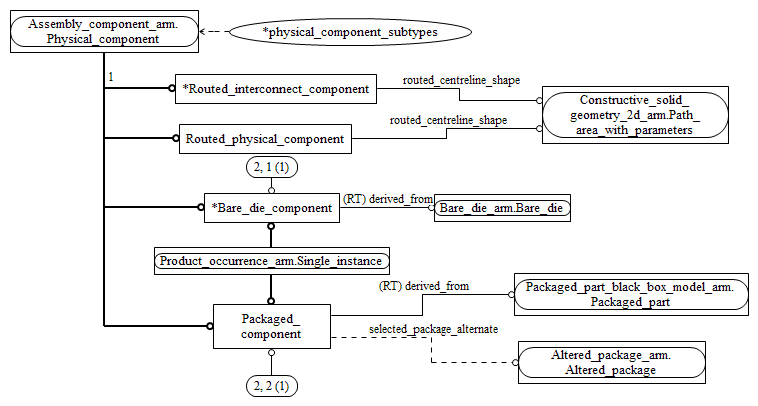 Assembly_component_arm.
Physical_component
*physical_component_subtypes
1
*Routed_interconnect_component
routed_centreline_shape
Constructive_solid_
geometry_2d_arm.Path_
area_with_parameters
Routed_physical_component
routed_centreline_shape
2, 1 (1)
*Bare_die_component
(RT) derived_from
Bare_die_arm.Bare_die
Product_occurrence_arm.Single_instance
Packaged_
component
(RT) derived_from
Packaged_part_black_box_model_arm.
Packaged_part
selected_package_alternate
Altered_package_arm.
Altered_package
2, 2 (1)